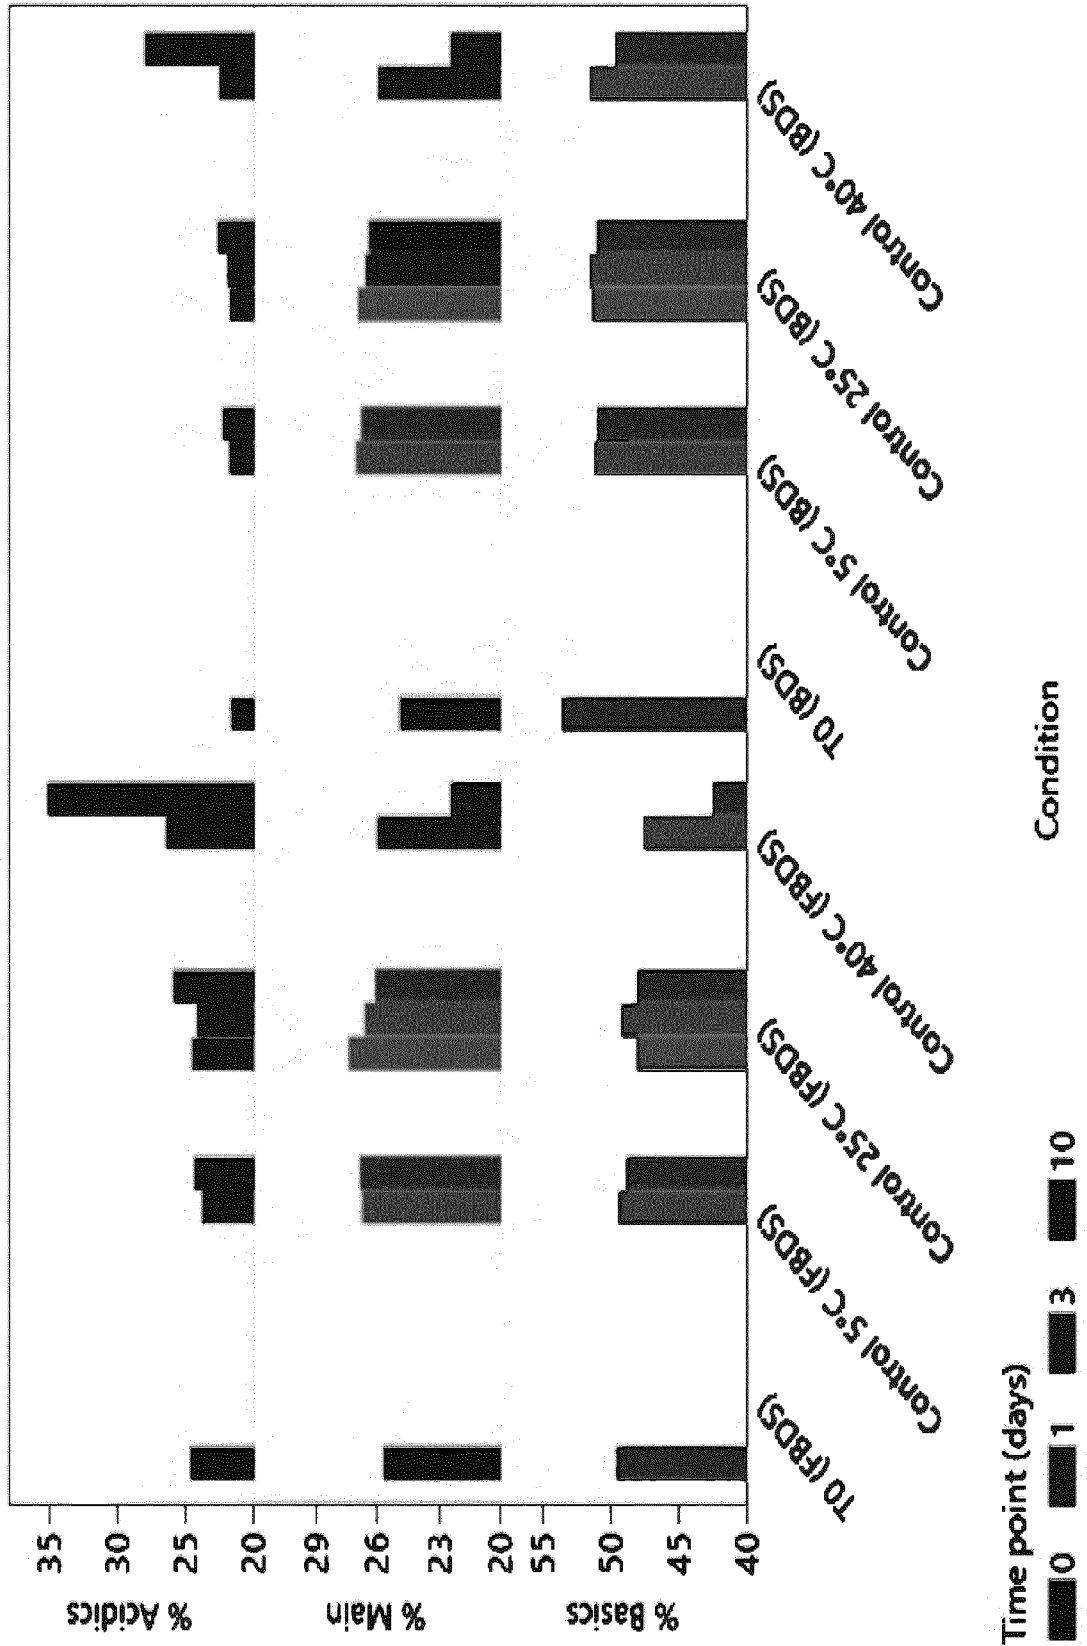 % Acidics
35
30
25
20
% Main
29
26
23
20
% Basics
55
50
45
40
T0 (FBDS)
Control 5°C (FBDS)
Control 25°C (FBDS)
Control 40°C (FBDS)
T0 (BDS)
Control 5°C (BDS)
Control 25°C (BDS)
Control 40°C (BDS)
Condition
Time point (days)
0 1 3 10